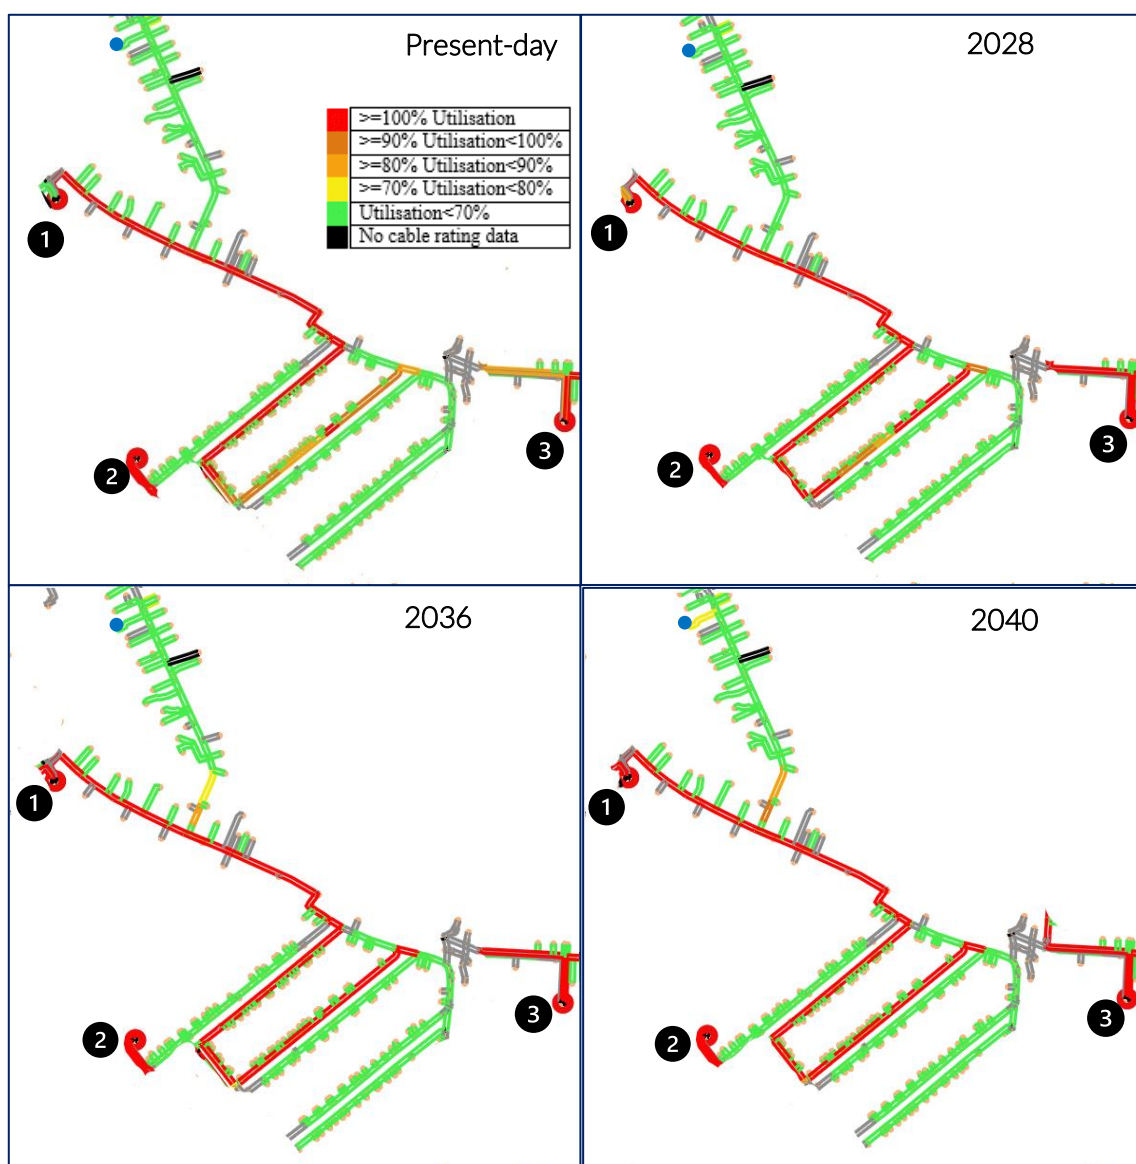 Present-day
>=100% Utilisation
>=90% Utilisation<100%
>=80% Utilisation<90%
>=70% Utilisation<80%
Utilisation<70%
No cable rating data
1
2
3
2028
1
2
3
2036
1
2
3
2040
1
2
3